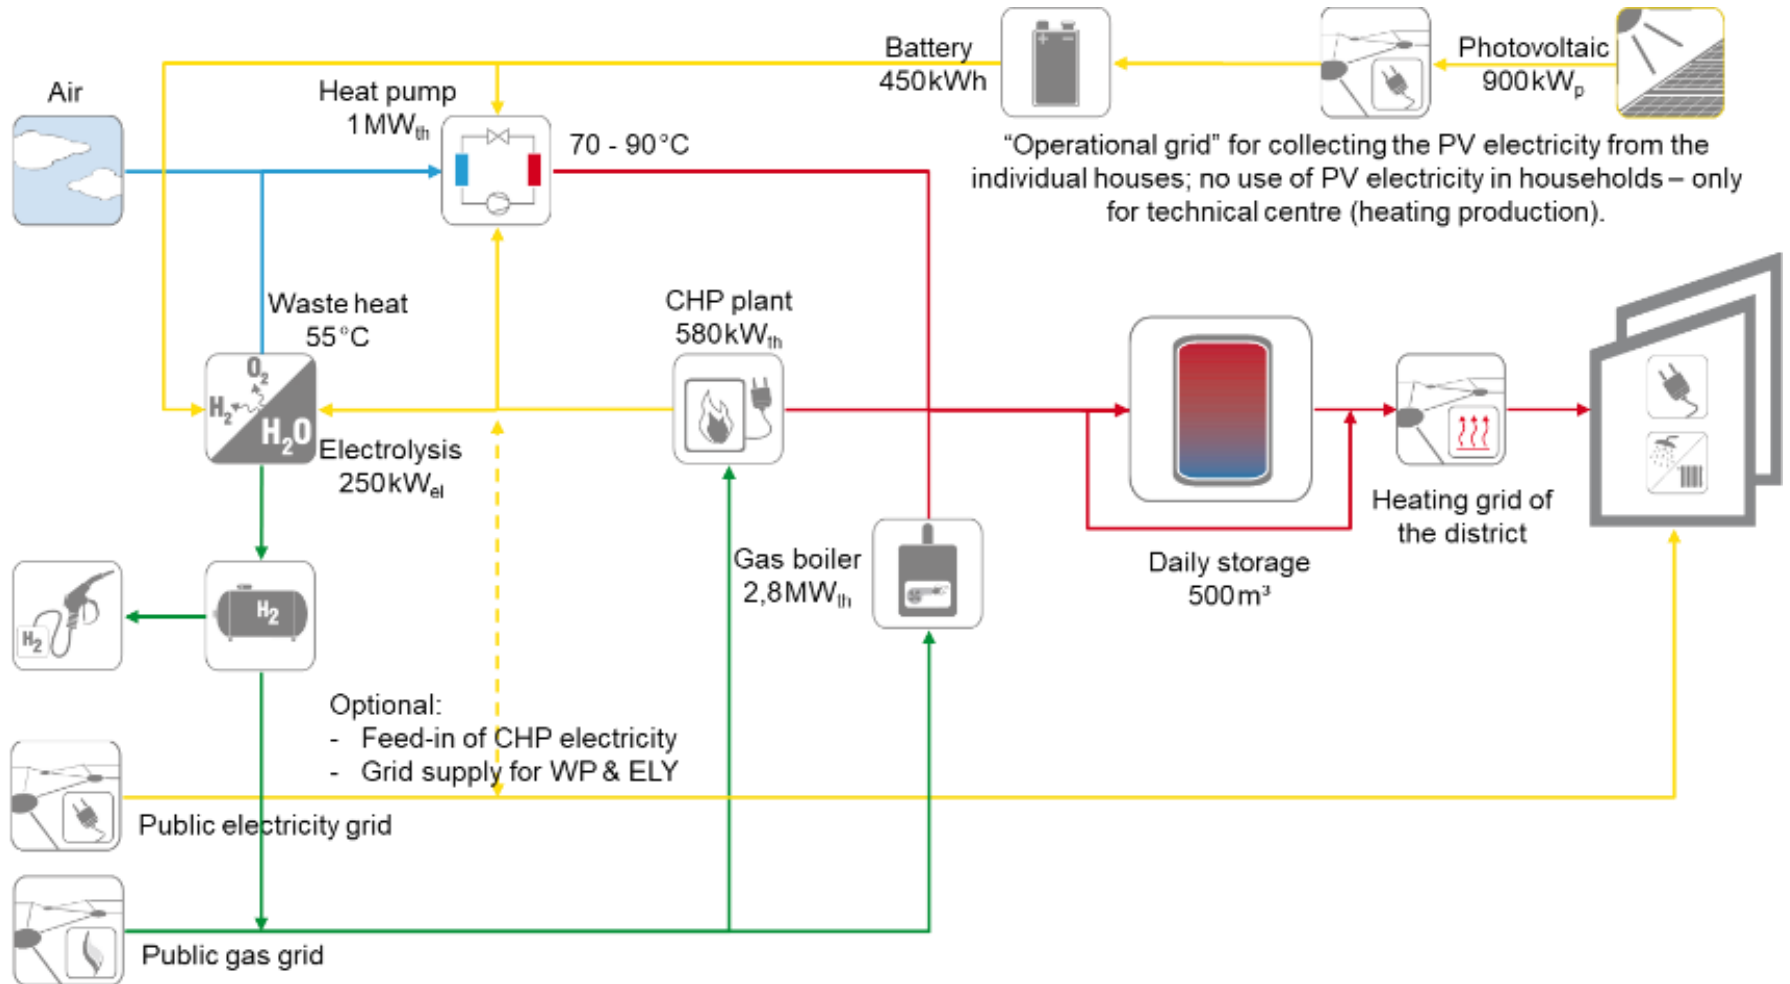 Battery
450kWh
Photovoltaic
900kWp
Air
Heat pump
1MWth
70 - 90°C
"Operational grid" for collecting the PV electricity from the
individual houses; no use of PV electricity in households – only
for technical centre (heating production).
Waste heat
55°C
CHP plant
580kWth
O2
H2
H2O
Electrolysis
250kWel
Heating grid of
the district
Gas boiler
2,8MWth
Daily storage
500m³
H2
H2
Optional:
- Feed-in of CHP electricity
- Grid supply for WP & ELY
Public electricity grid
Public gas grid